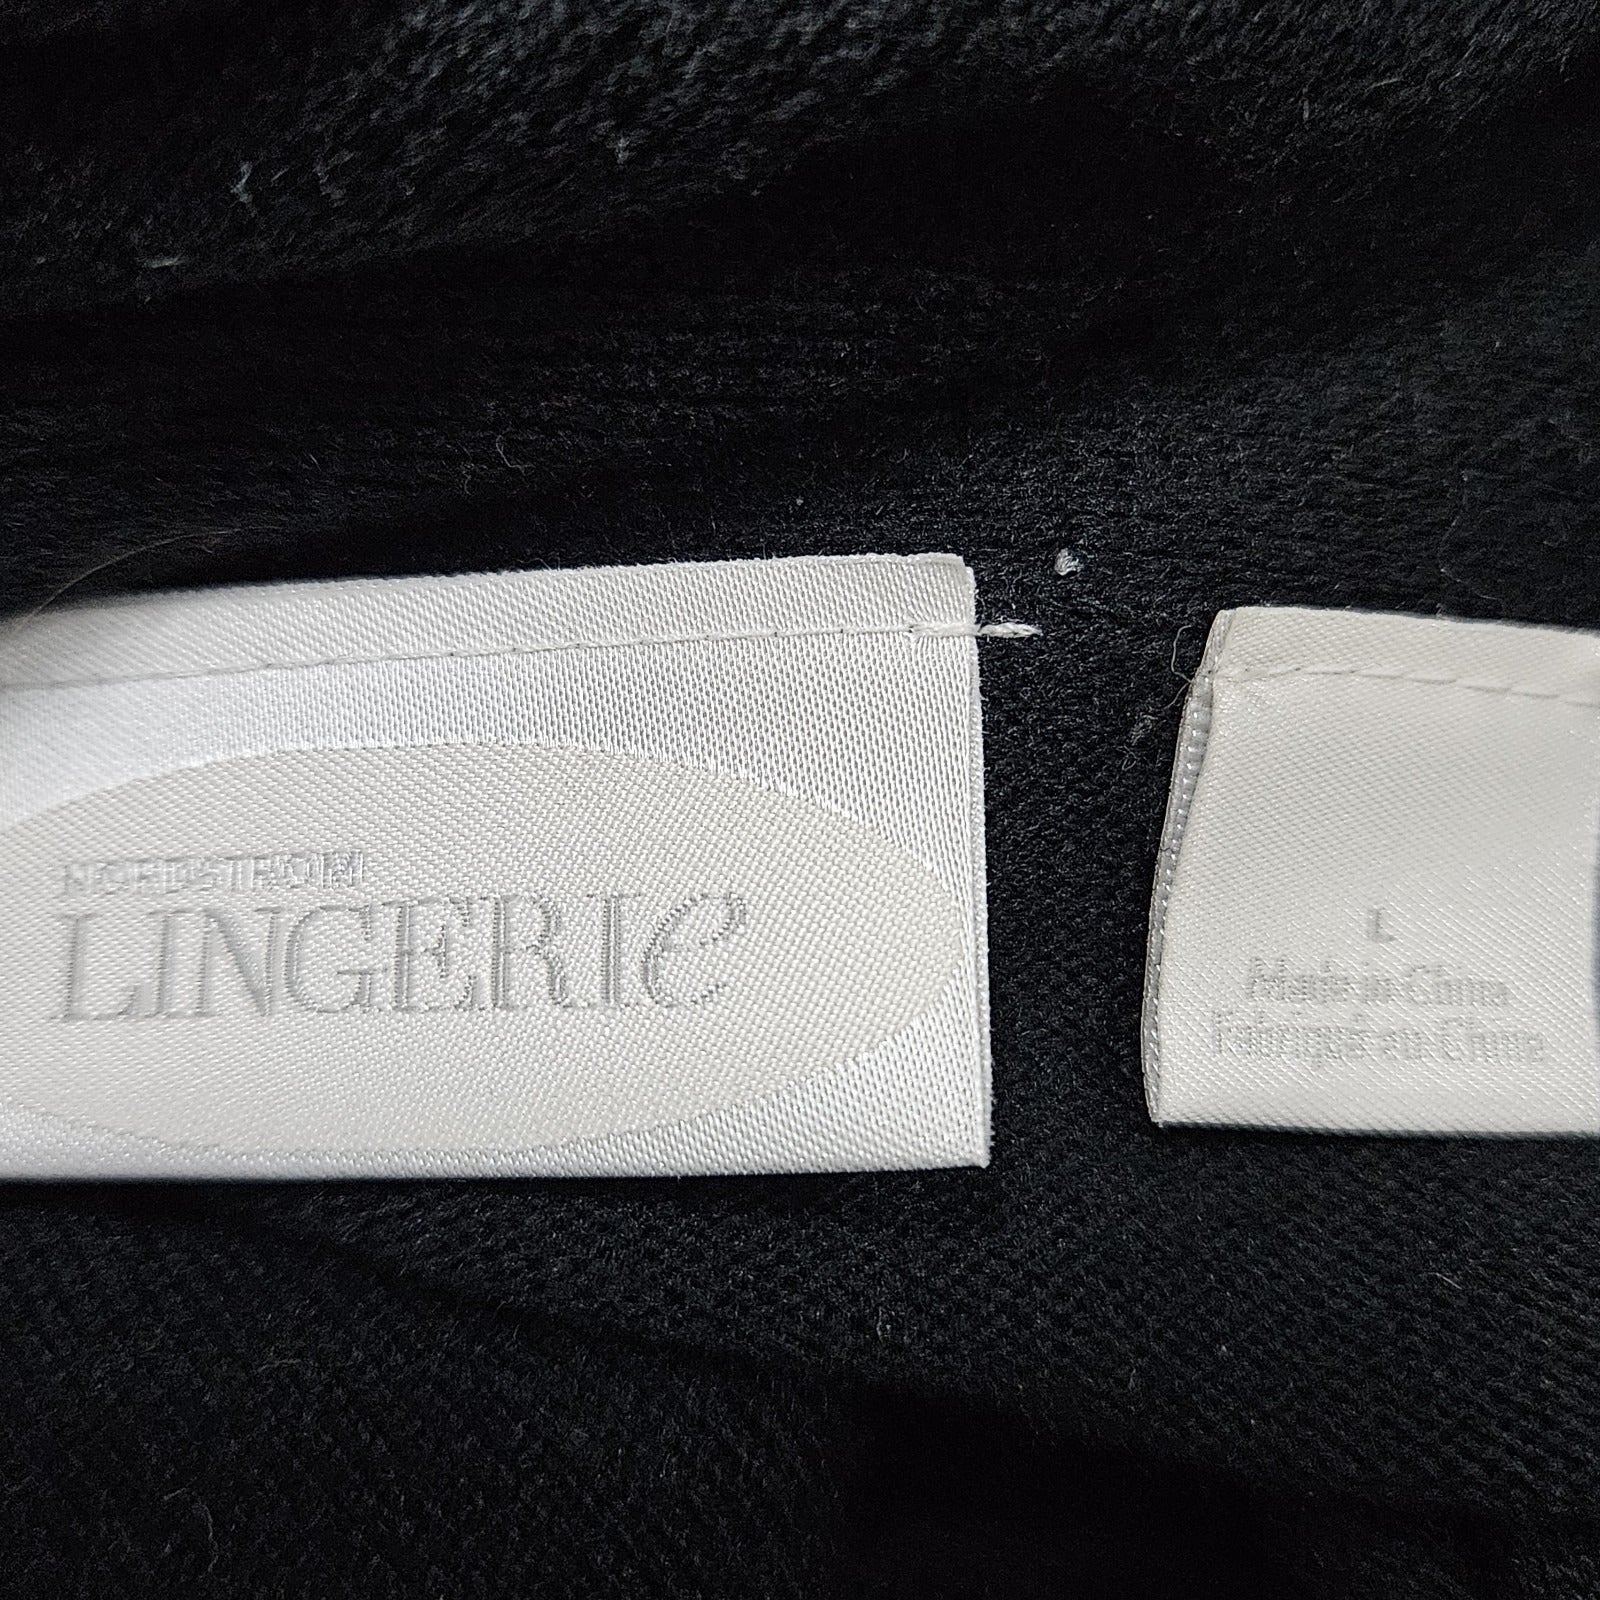 NORDSTROM
LINGERIe
L
Made in China
Fabriqué en Chine